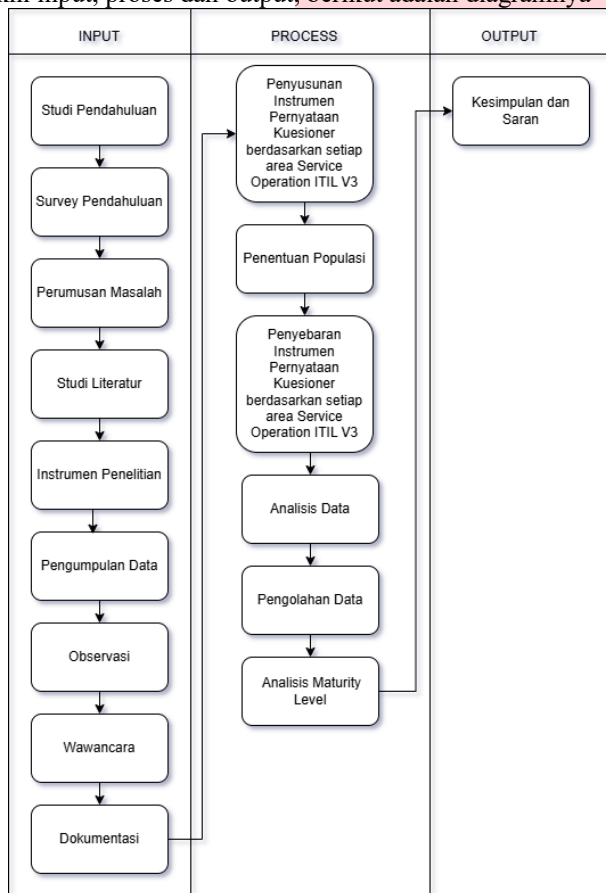 input, proses dan output, berikut adalah diagramnya
INPUT
PROCESS
OUTPUT
Studi Pendahuluan
Survey Pendahuluan
Perumusan Masalah
Studi Literatur
Instrumen Penelitian
Pengumpulan Data
Observasi
Wawancara
Dokumentasi
Penyusunan
Instrumen
Pernyataan
Kuesioner
berdasarkan setiap
area Service
Operation ITIL V3
Penentuan Populasi
Penyebaran
Instrumen
Pernyataan
Kuesioner
berdasarkan setiap
area Service
Operation ITIL V3
Analisis Data
Pengolahan Data
Analisis Maturity
Level
Kesimpulan dan
Saran